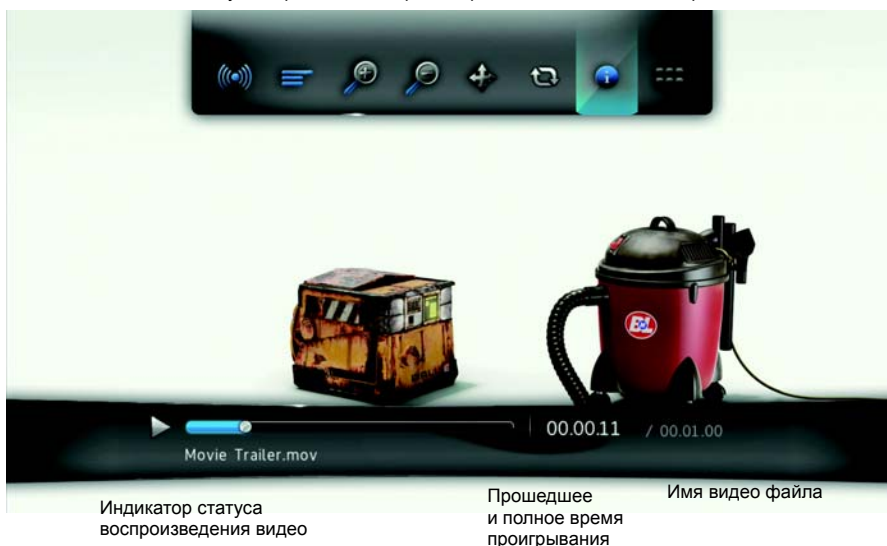 BnL
00.00.11 / 00.01.00
Movie Trailer.mov
Индикатор статуса
воспроизведения видео
Прошедшее
и полное время
проигрывания
Имя видео файла